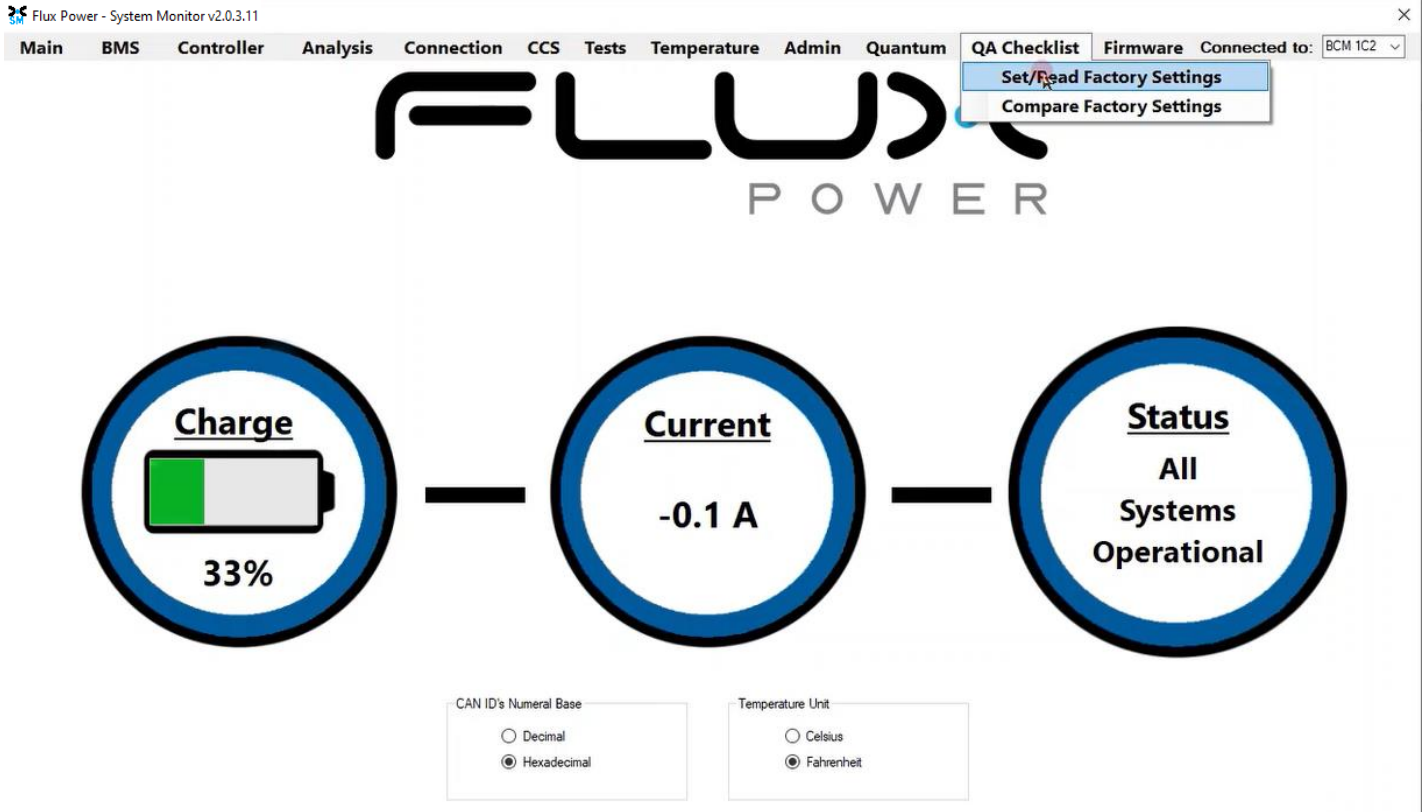 Flux Power - System Monitor v2.0.3.11
Main BMS Controller Analysis Connection CCS Tests Temperature Admin Quantum QA Checklist Firmware Connected to: BCM 1C2
Set/Read Factory Settings
Compare Factory Settings
FLUX
POWER
Charge
33%
Current
-0.1 A
Status
All
Systems
Operational
CAN ID's Numeral Base
Decimal
Hexadecimal
Temperature Unit
Celsius
Fahrenheit